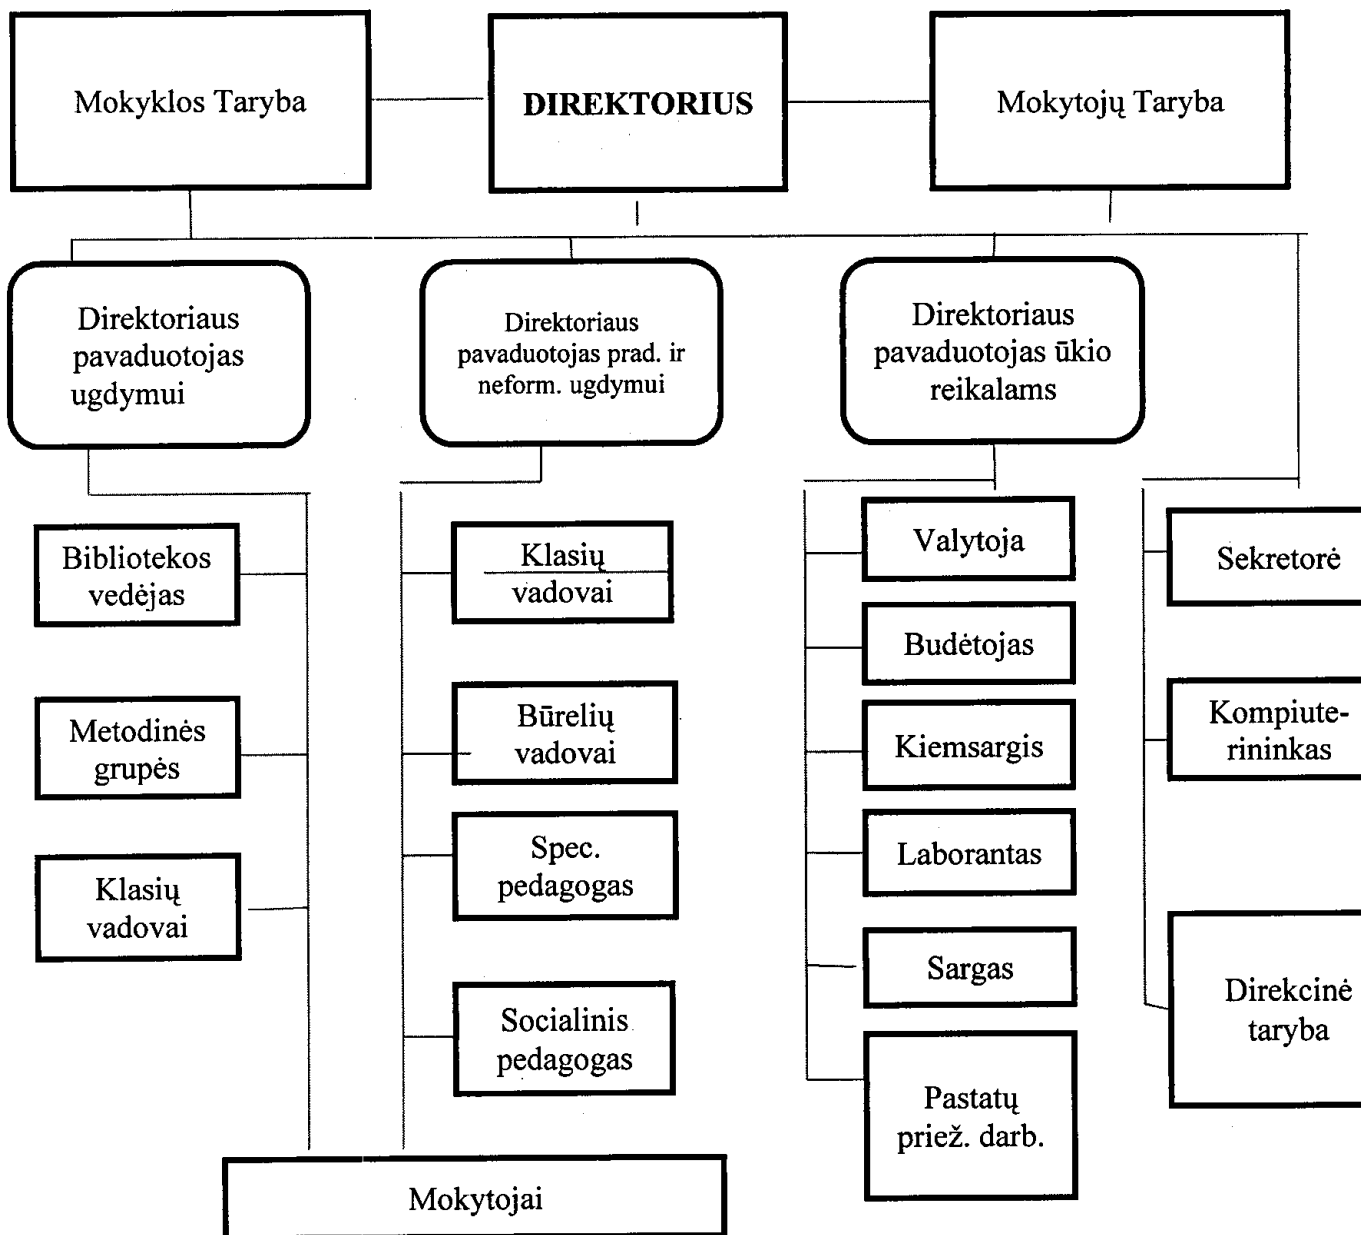 Mokyklos Taryba
DIREKTORIUS
Mokytojų Taryba
Direktoriaus
pavaduotojas
ugdymui
Direktoriaus
pavaduotojas prad. ir
neform. ugdymui
Direktoriaus
pavaduotojas ūkio
reikalams
Bibliotekos
vedėjas
Metodinės
grupės
Klasių
vadovai
Klasių
vadovai
Būrelių
vadovai
Spec.
pedagogas
Socialinis
pedagogas
Valytoja
Budėtojas
Kiemsargis
Laborantas
Sargas
Pastatų
priež. darb.
Sekretorė
Kompiute-
rininkas
Direkcinė
taryba
Mokytojai